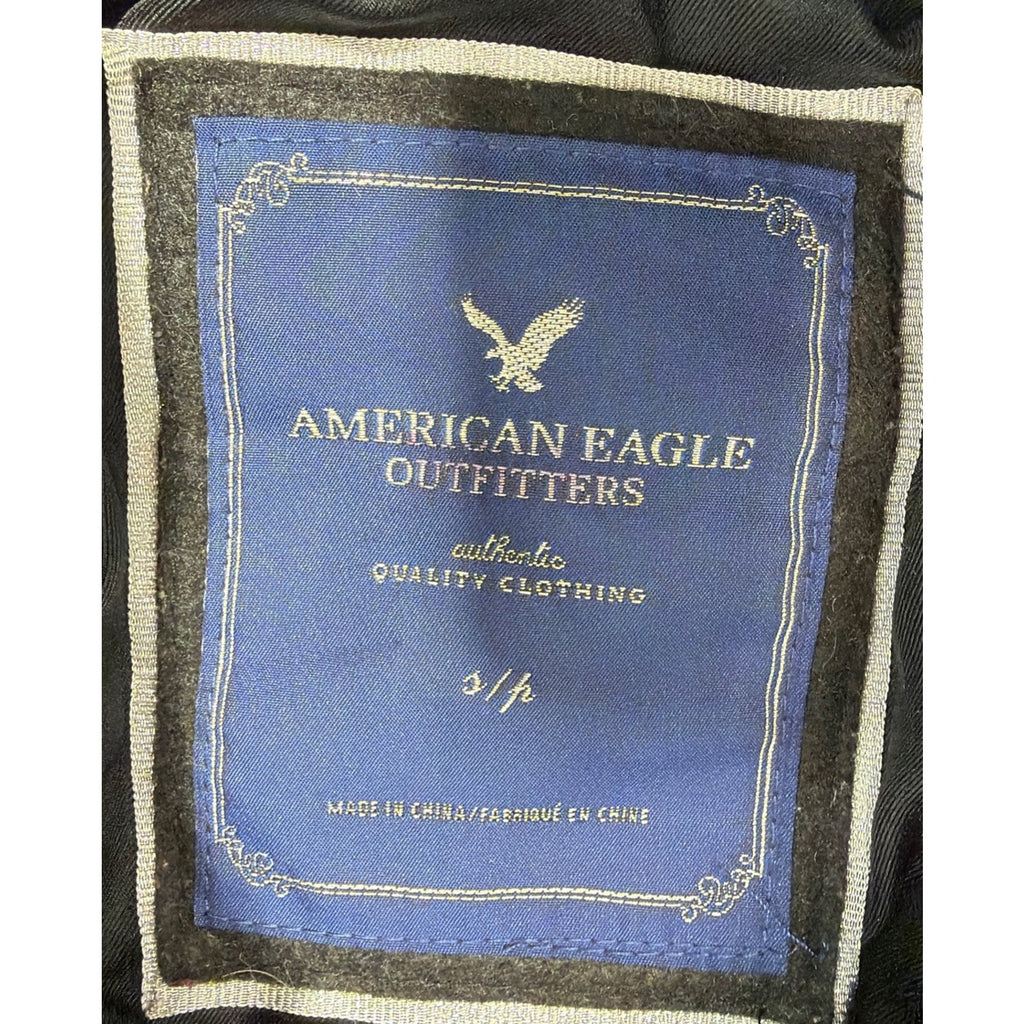 AMERICAN EAGLE
OUTFITTERS
authentic
QUALITY CLOTHING
s/p
MADE IN CHINA/FABRIQUÉ EN CHINE